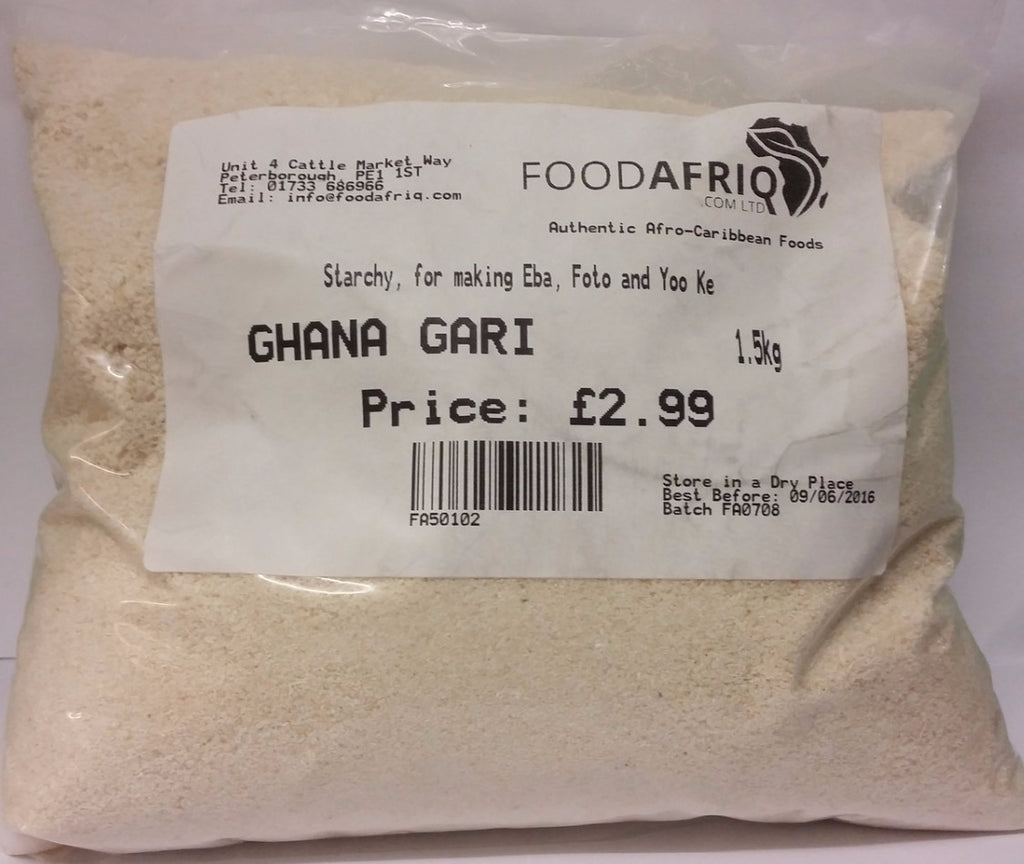 Unit 4 Cattle Market Way
Peterborough, PE1 1ST
Tel: 01733 686966
Email: info@foodafriq.com
FOODAFRIQ
.COM LTD
Authentic Afro-Caribbean Foods
Starchy, for making Eba, Foto and Yoo Ke
GHANA GARI 1.5kg
Price: £2.99
FA50102
Store in a Dry Place
Best Before: 09/06/2016
Batch FA0708